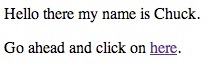 Hello there my name is Chuck.
Go ahead and click on here.